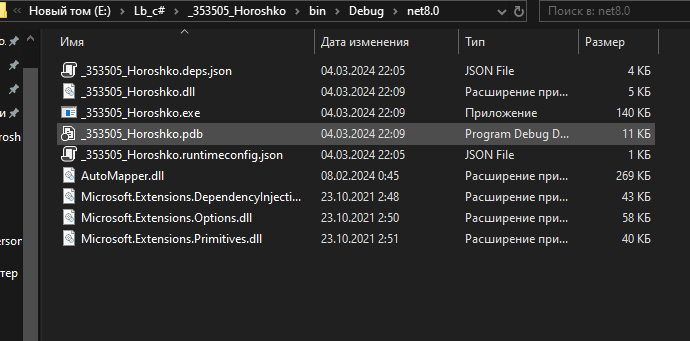 Новый том (E:) > Lb_c# > _353505_Horoshko > bin > Debug > net8.0
Поиск в: net8.0
Имя Дата изменения Тип Размер
_353505_Horoshko.deps.json 04.03.2024 22:05 JSON File 4 КБ
_353505_Horoshko.dll 04.03.2024 22:09 Расширение при... 5 КБ
_353505_Horoshko.exe 04.03.2024 22:09 Приложение 140 КБ
_353505_Horoshko.pdb 04.03.2024 22:09 Program Debug D... 11 КБ
_353505_Horoshko.runtimeconfig.json 04.03.2024 22:05 JSON File 1 КБ
AutoMapper.dll 08.02.2024 0:45 Расширение при... 269 КБ
Microsoft.Extensions.DependencyInjecti... 23.10.2021 2:48 Расширение при... 43 КБ
Microsoft.Extensions.Options.dll 23.10.2021 2:50 Расширение при... 58 КБ
Microsoft.Extensions.Primitives.dll 23.10.2021 2:51 Расширение при... 40 КБ
erson
тер